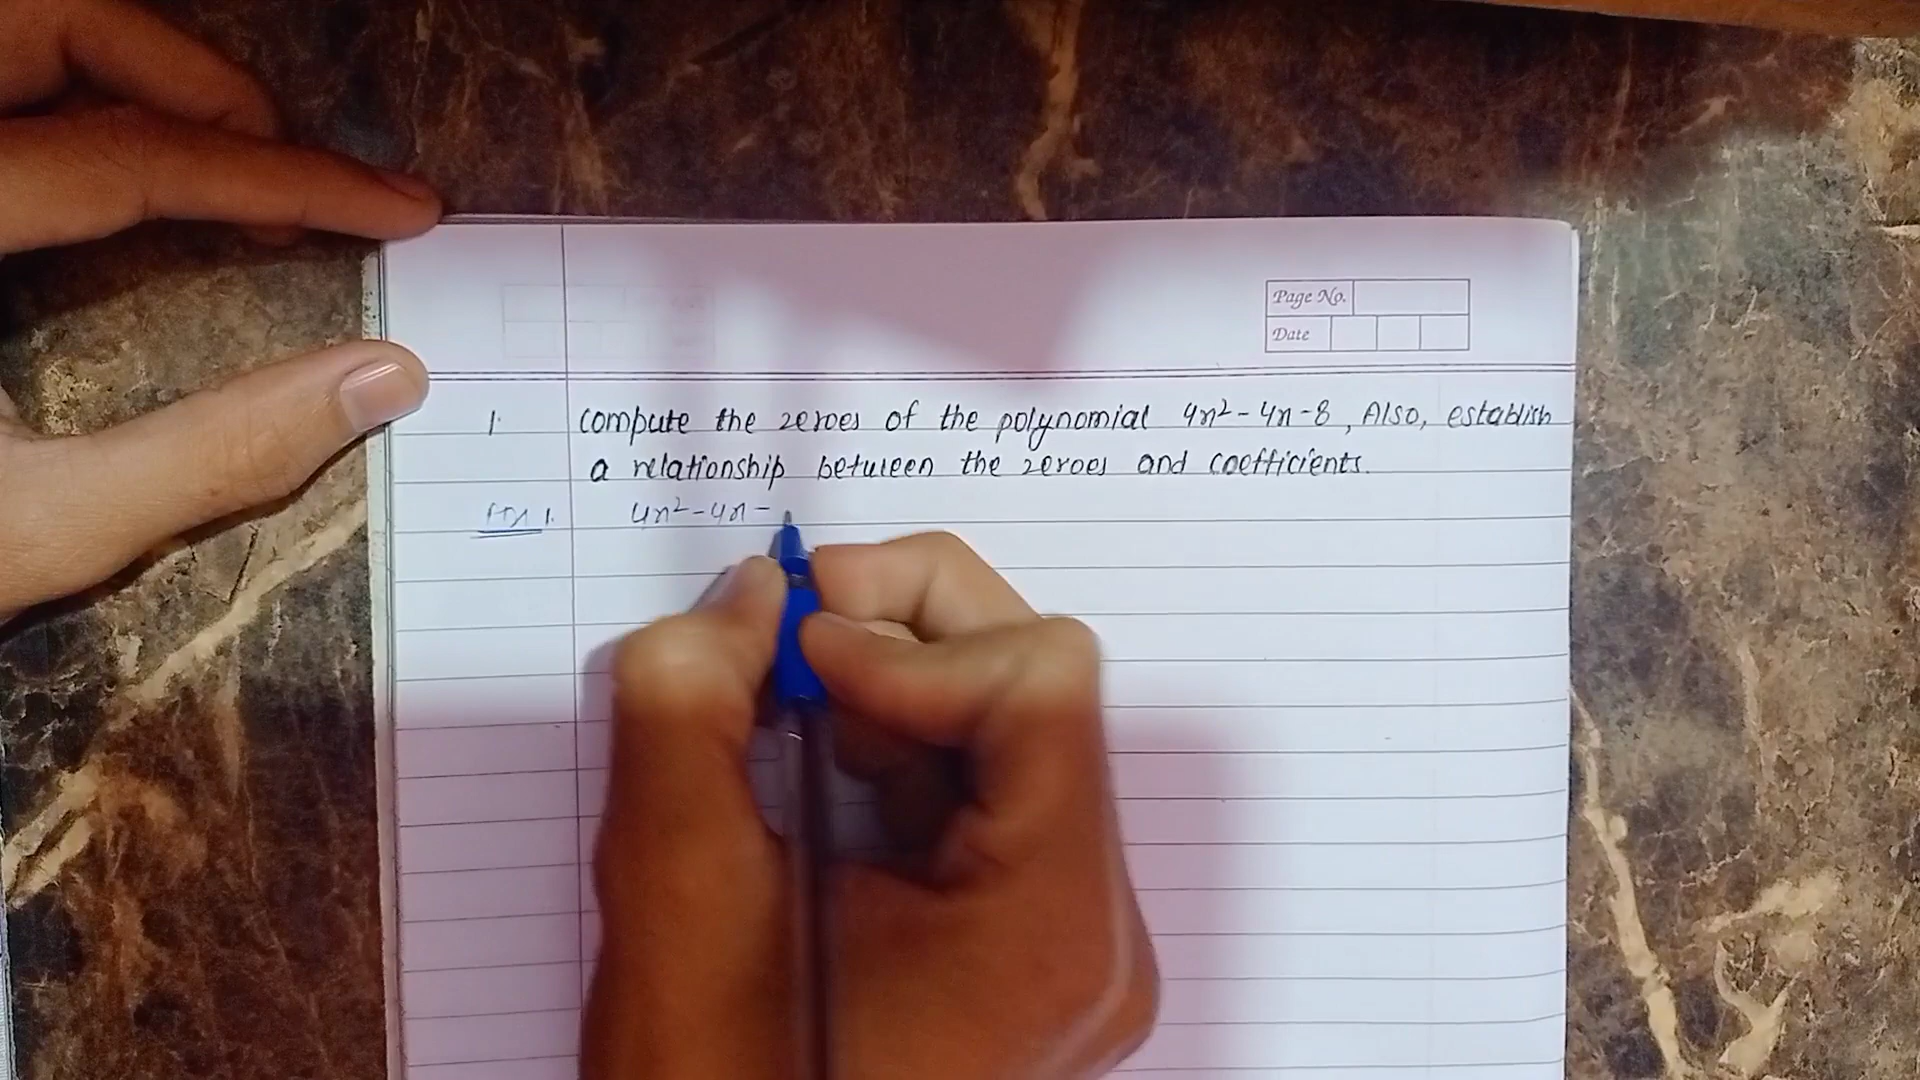 Page No.
Date
1. Compute the zeroes of the polynomial 4x² - 4x - 8, Also, establish
a relationship between the zeroes and coefficients.
1. 4x² - 4x -